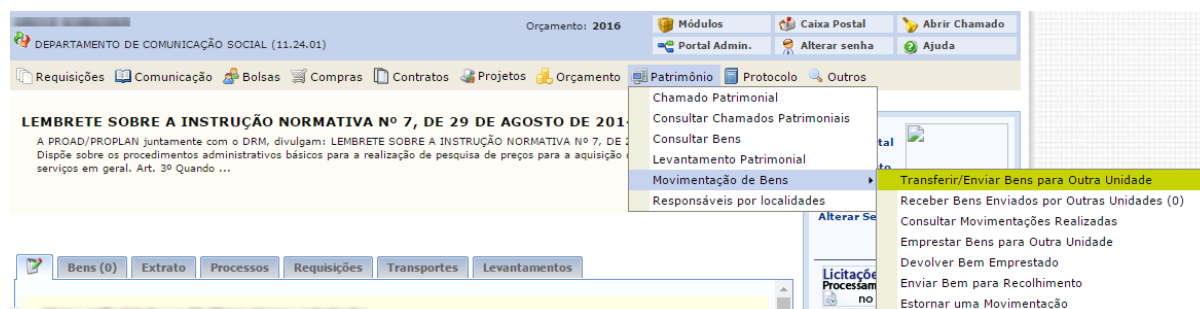 Orçamento: 2016
Módulos
Caixa Postal
Abrir Chamado
DEPARTAMENTO DE COMUNICAÇÃO SOCIAL (11.24.01)
Portal Admin.
Alterar senha
Ajuda
Requisições
Comunicação
Bolsas
Compras
Contratos
Projetos
Orçamento
Patrimônio
Protocolo
Outros
Chamado Patrimonial
Consultar Chamados Patrimoniais
Consultar Bens
Levantamento Patrimonial
Movimentação de Bens
Responsáveis por localidades
Transferir/Enviar Bens para Outra Unidade
Receber Bens Enviados por Outras Unidades (0)
Consultar Movimentações Realizadas
Emprestar Bens para Outra Unidade
Devolver Bem Emprestado
Enviar Bem para Recolhimento
Estornar uma Movimentação
LEMBRETE SOBRE A INSTRUÇÃO NORMATIVA Nº 7, DE 29 DE AGOSTO DE 201
A PROAD/PROPLAN juntamente com o DRM, divulgam: LEMBRETE SOBRE A INSTRUÇÃO NORMATIVA Nº 7, DE 2
Dispõe sobre os procedimentos administrativos básicos para a realização de pesquisa de preços para a aquisição
serviços em geral. Art. 3º Quando ...
tal
Alterar Se
Bens (0)
Extrato
Processos
Requisições
Transportes
Levantamentos
Licitaçõe
Processam
no